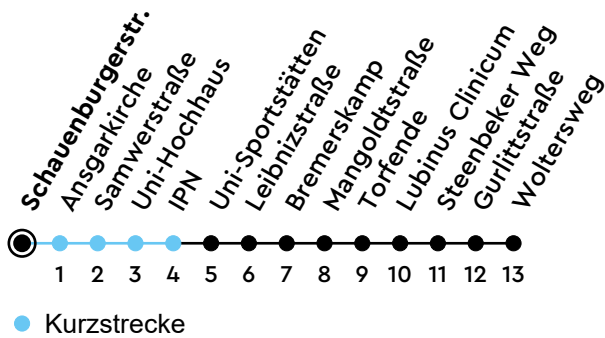 Schauenburgerstr.
Ansgarkirche
Samwerstraße
Uni-Hochhaus
IPN
Uni-Sportstätten
Leibnizstraße
Bremerskamp
Mangoldtstraße
Torfende
Lubinus Clinicum
Steenbeker Weg
Gurlittstraße
Woltersweg
1 2 3 4 5 6 7 8 9 10 11 12 13
Kurzstrecke